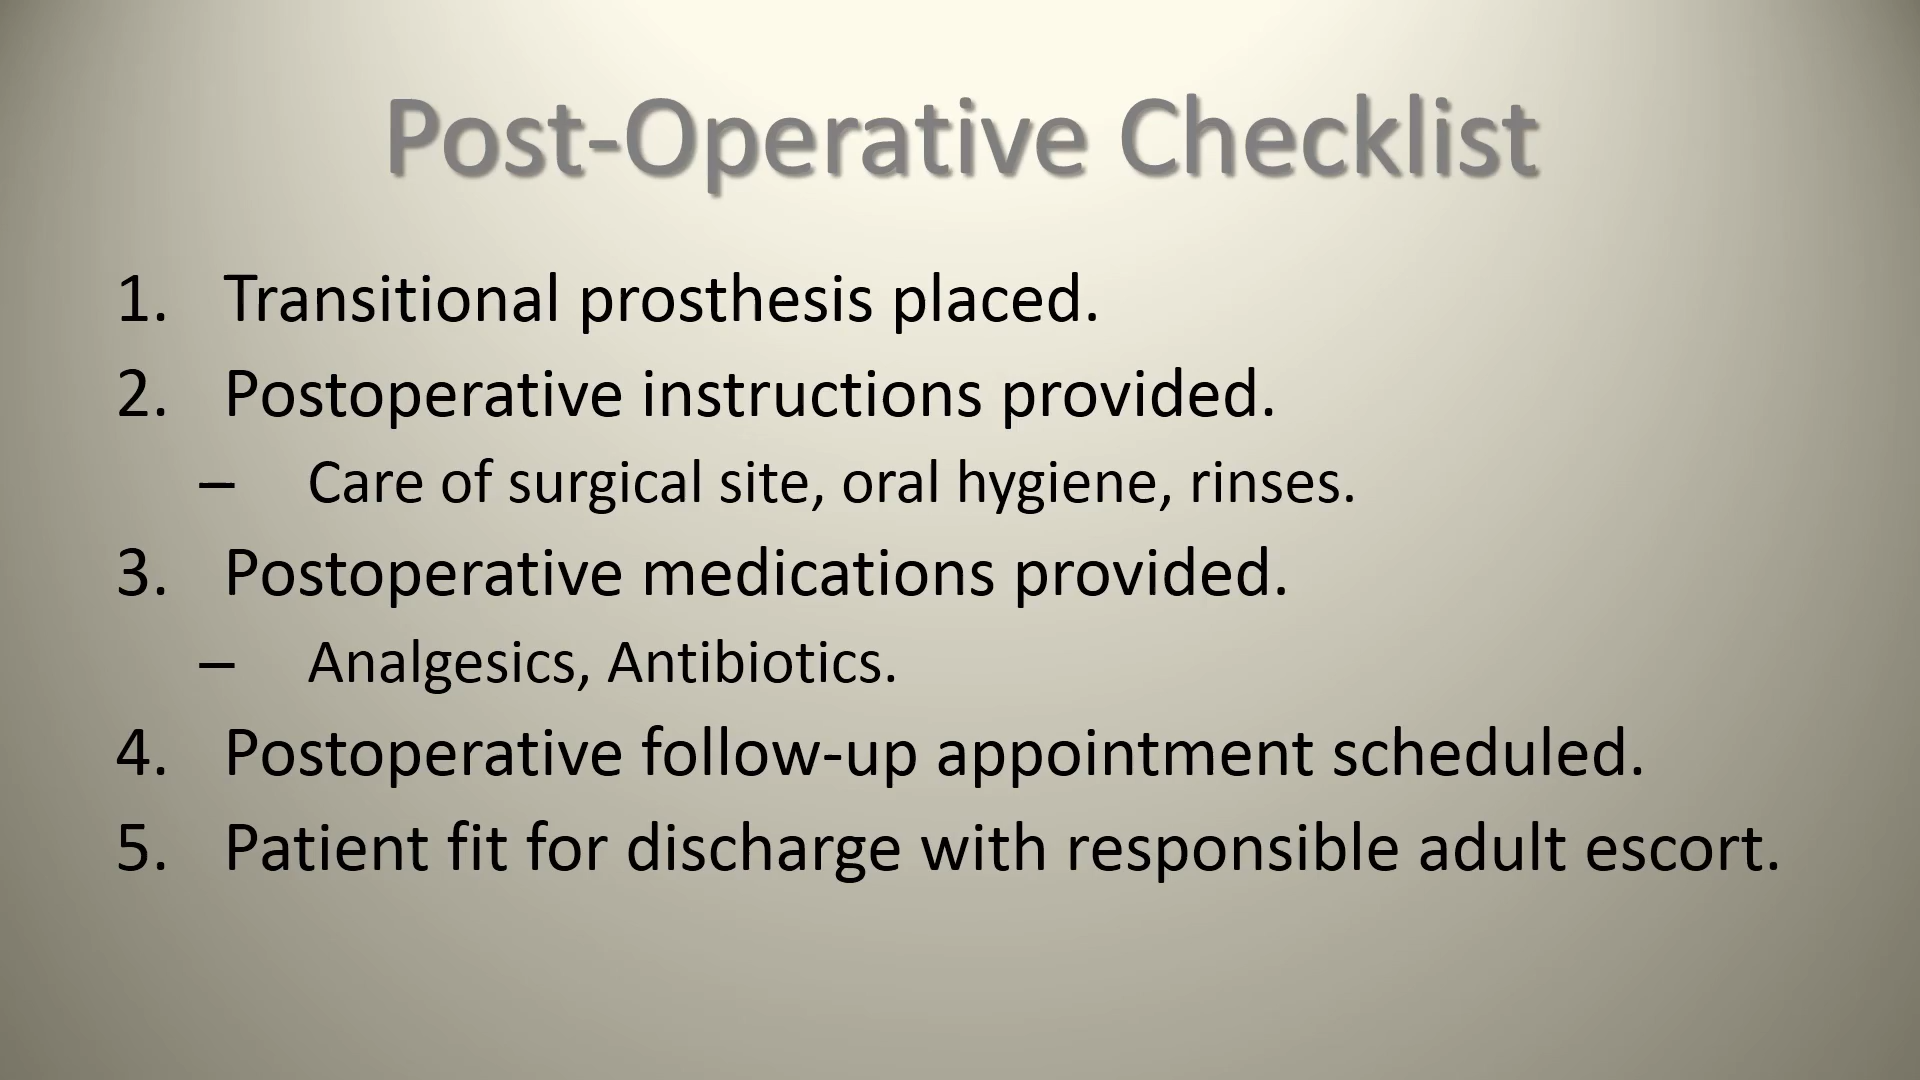 Post-Operative Checklist
1. Transitional prosthesis placed.
2. Postoperative instructions provided.
– Care of surgical site, oral hygiene, rinses.
3. Postoperative medications provided.
– Analgesics, Antibiotics.
4. Postoperative follow-up appointment scheduled.
5. Patient fit for discharge with responsible adult escort.